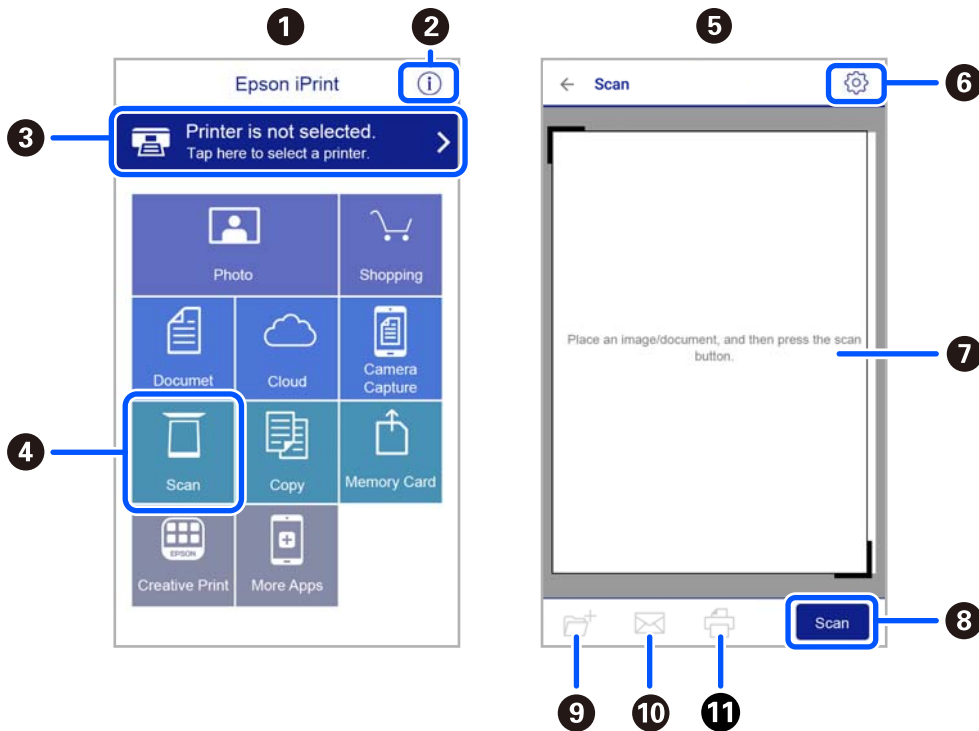 1
2
5
Epson iPrint
i
Scan
6
3
Printer is not selected.
Tap here to select a printer.
Photo
Shopping
Place an image/document, and then press the scan
button.
7
Documet
Cloud
Camera
Capture
4
Scan
Copy
Memory Card
EPSON
Creative Print
More Apps
Scan
8
9
10
11